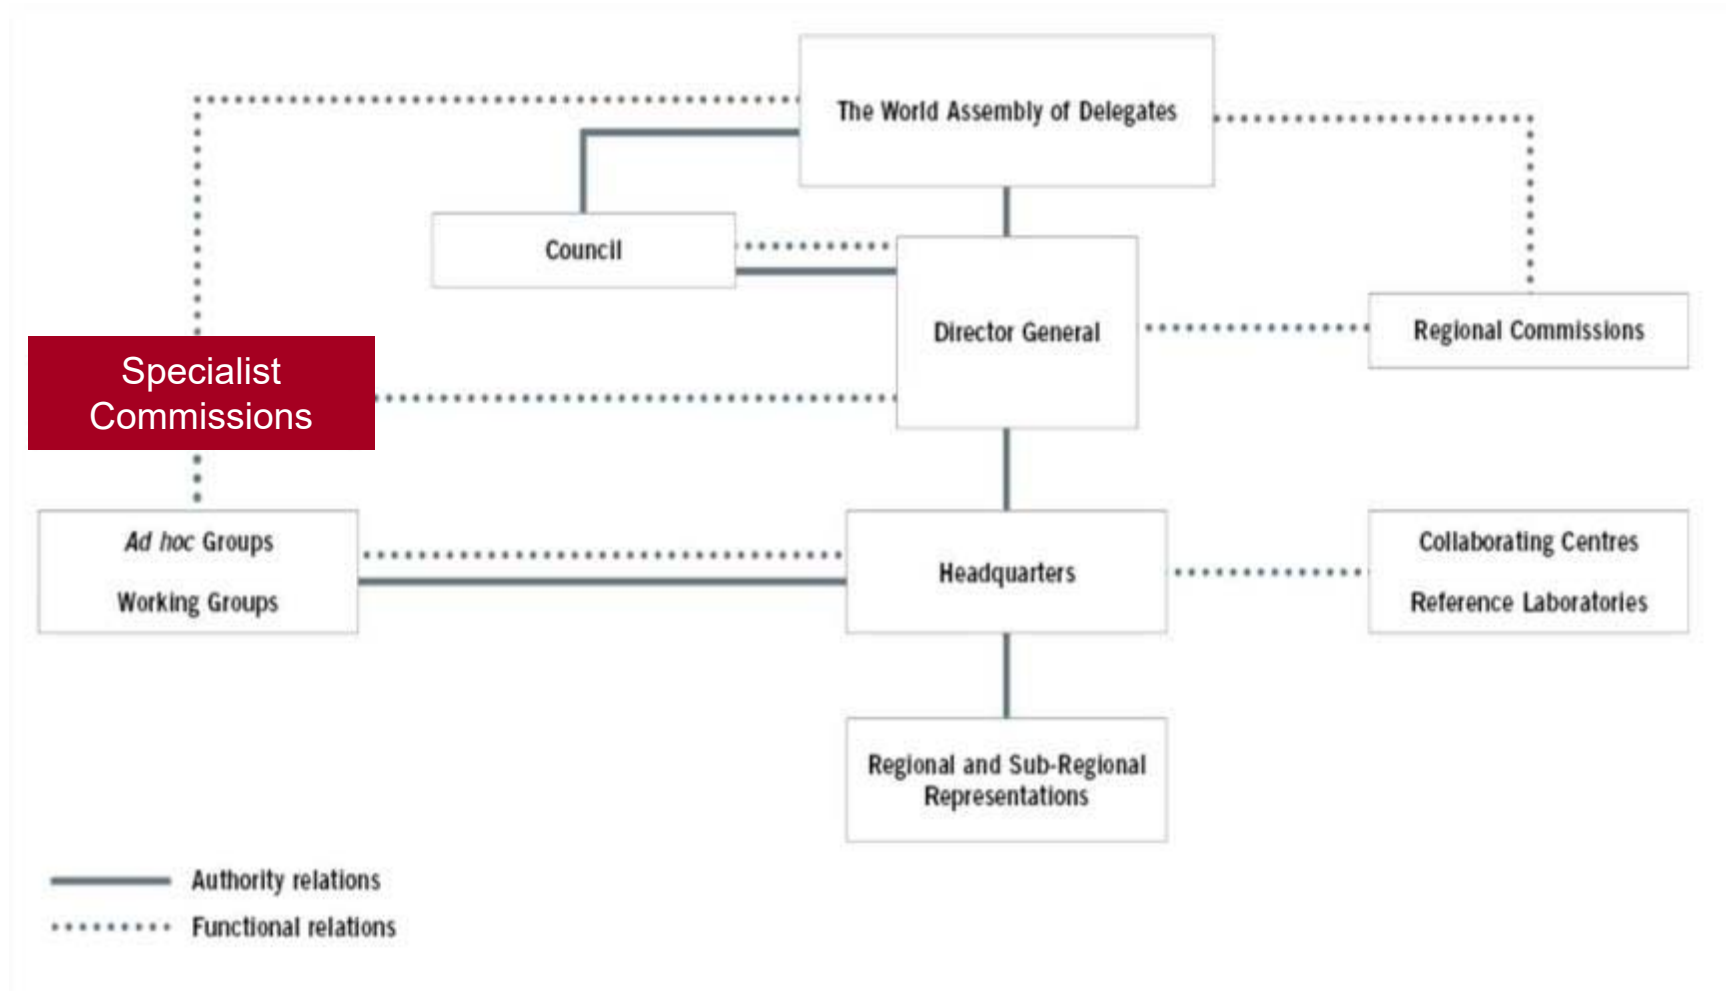 The World Assembly of Delegates
Council
Director General
Regional Commissions
Specialist
Commissions
Ad hoc Groups
Working Groups
Headquarters
Collaborating Centres
Reference Laboratories
Regional and Sub-Regional
Representations
Authority relations
Functional relations